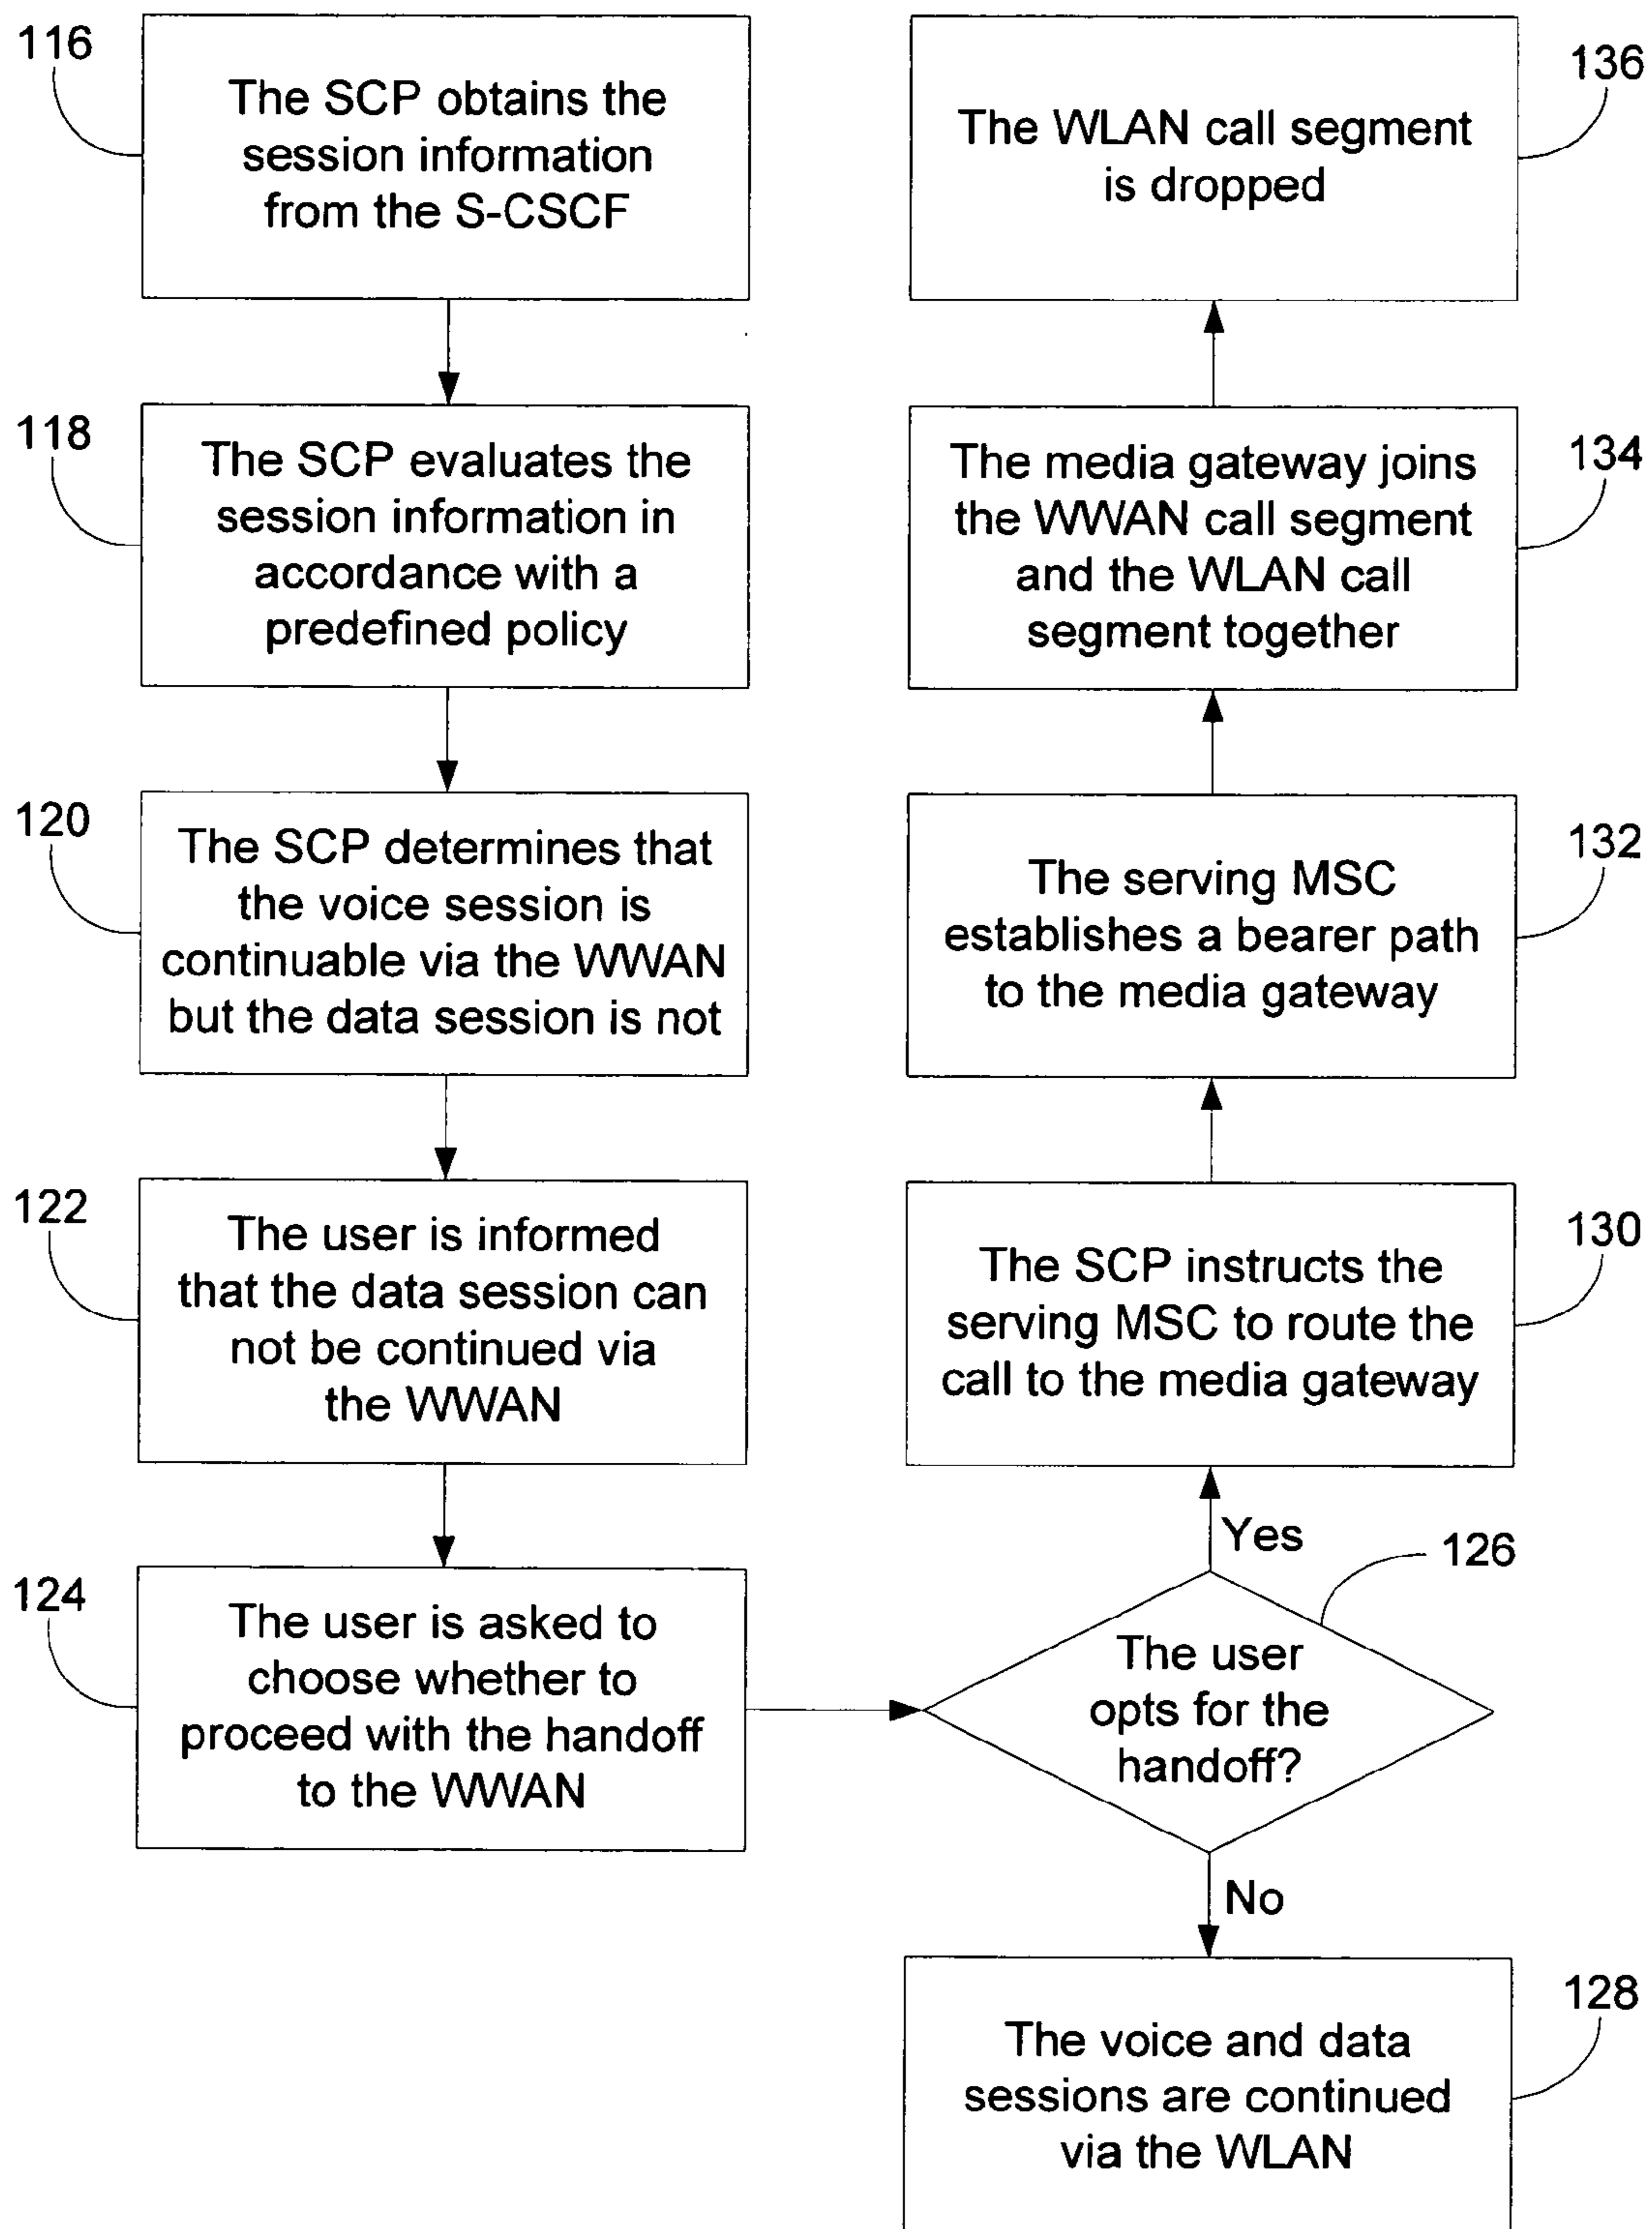 116
The SCP obtains the
session information
from the S-CSCF
118
The SCP evaluates the
session information in
accordance with a
predefined policy
120
The SCP determines that
the voice session is
continuable via the WWAN
but the data session is not
122
The user is informed
that the data session can
not be continued via
the WWAN
124
The user is asked to
choose whether to
proceed with the handoff
to the WWAN
126
The user
opts for the
handoff?
No
128
The voice and data
sessions are continued
via the WLAN
Yes
130
The SCP instructs the
serving MSC to route the
call to the media gateway
132
The serving MSC
establishes a bearer path
to the media gateway
134
The media gateway joins
the WWAN call segment
and the WLAN call
segment together
136
The WLAN call segment
is dropped